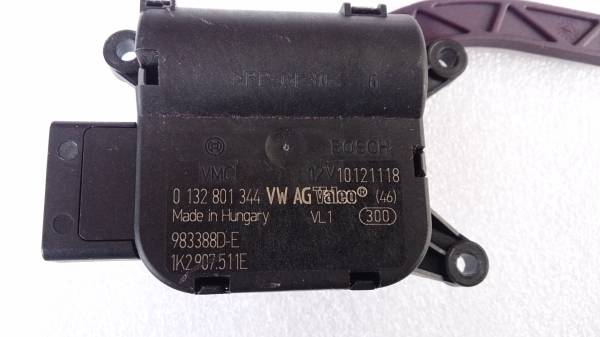 BOSCH
VMC 12V 10121118
0 132 801 344 VW AG Valeo® (46)
Made in Hungary VL1 300
983388D-E
1K2.907.511E